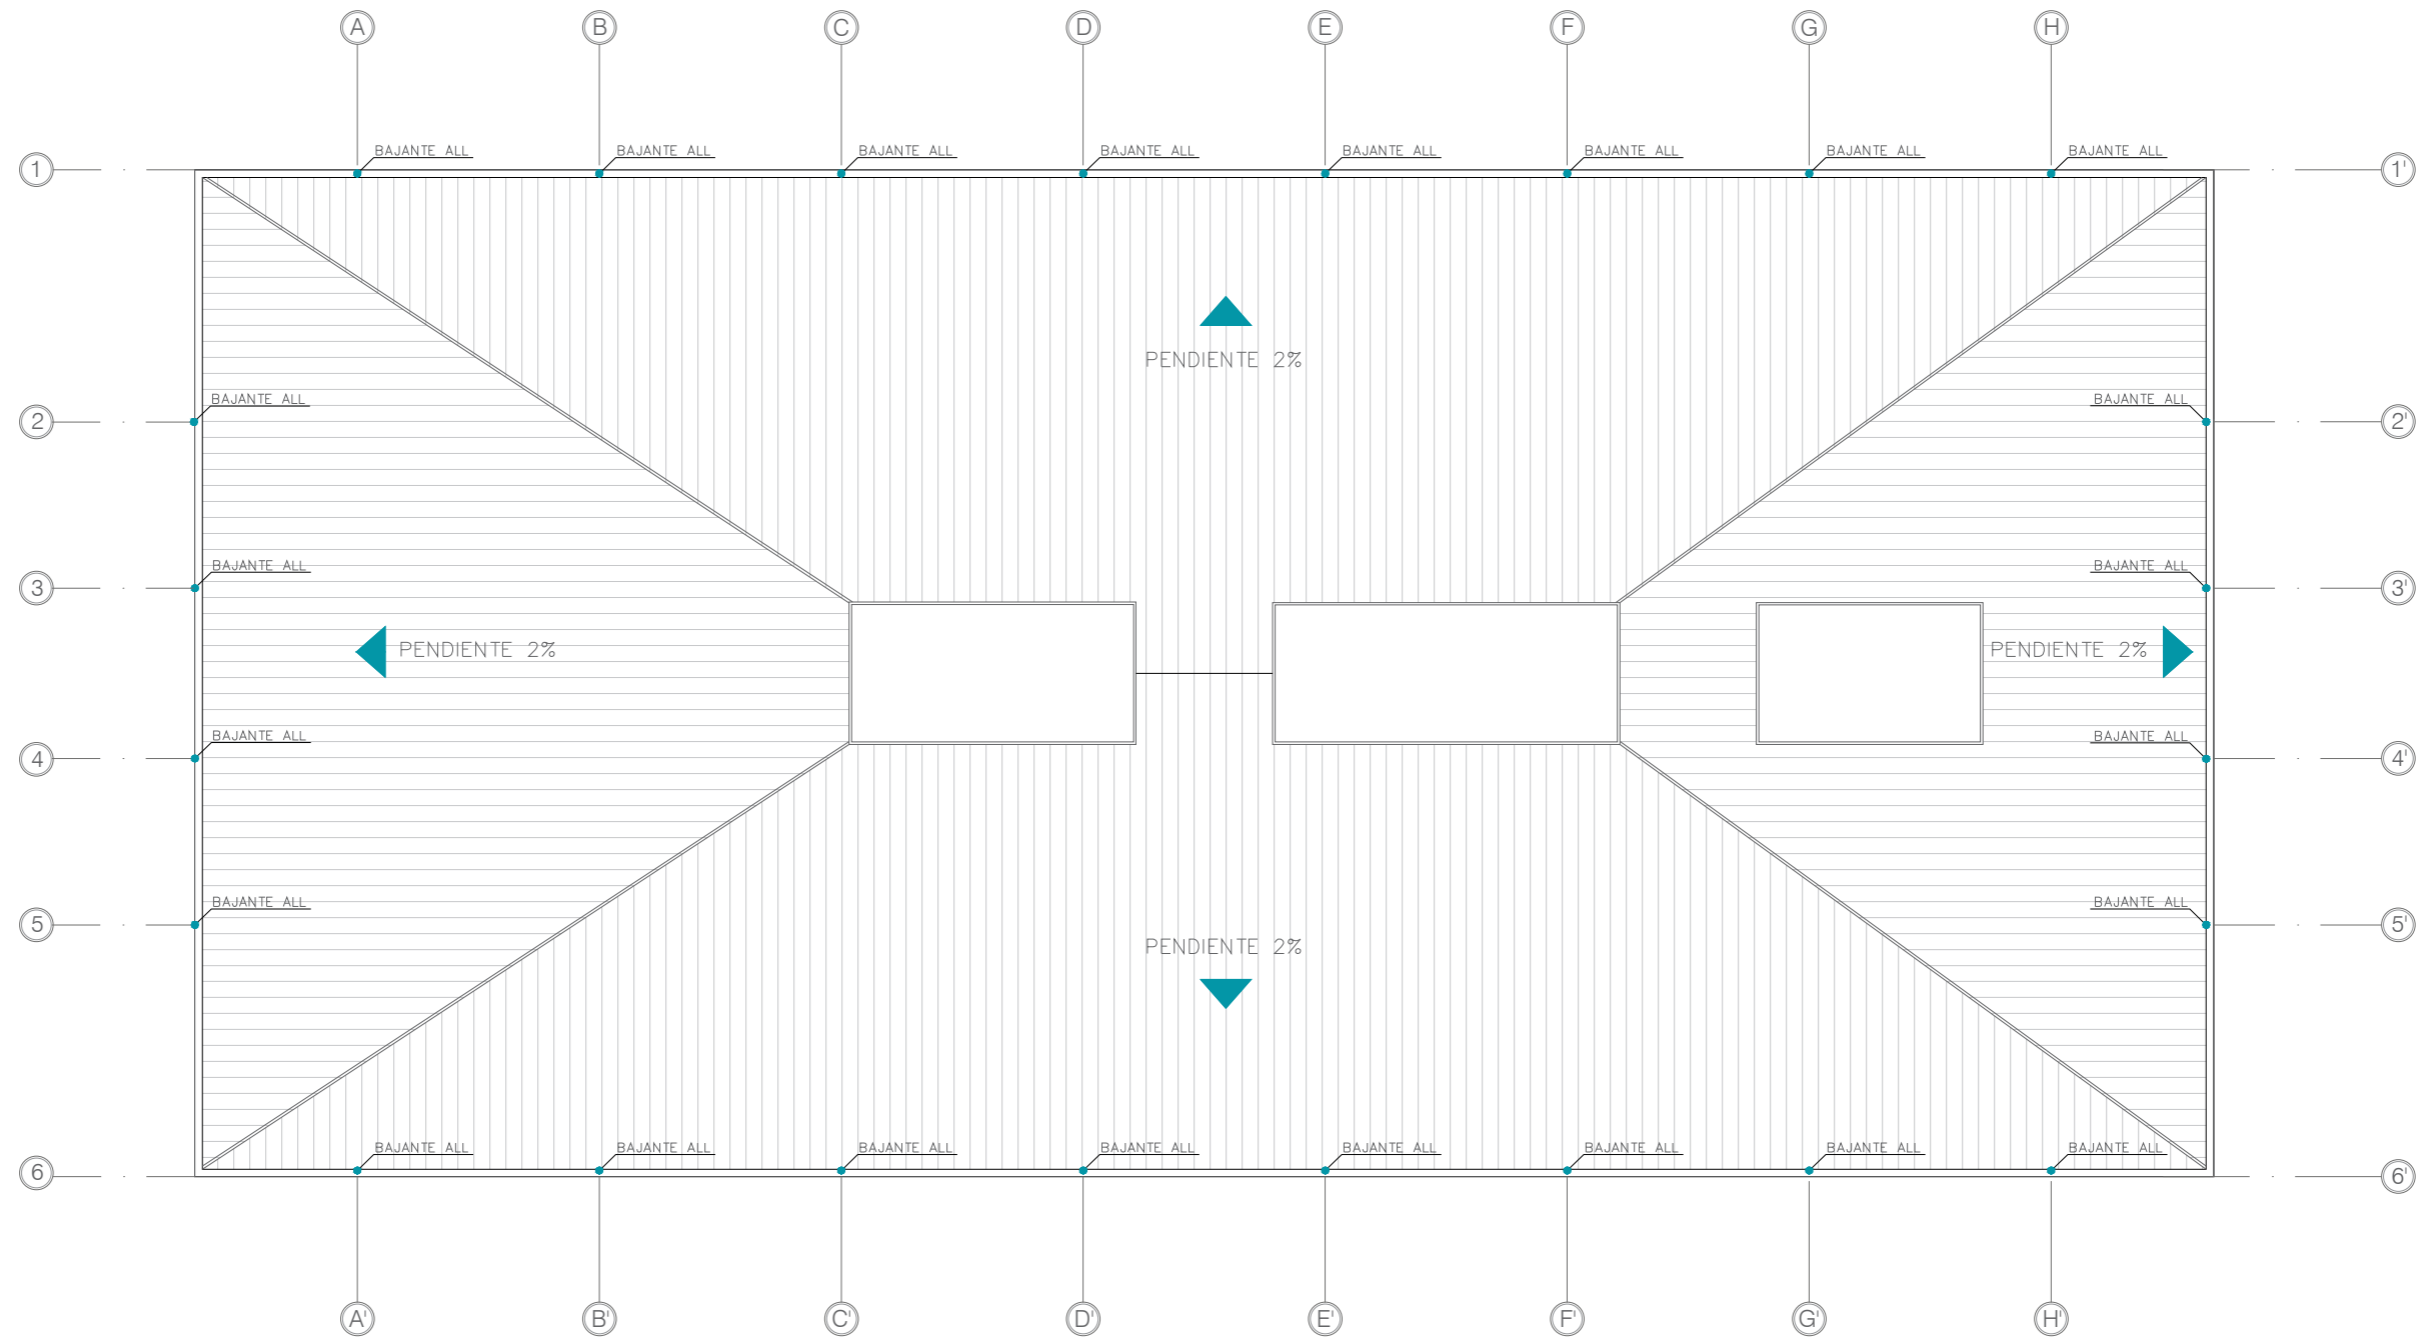 A B C D E F G H
BAJANTE ALL BAJANTE ALL BAJANTE ALL BAJANTE ALL BAJANTE ALL BAJANTE ALL BAJANTE ALL BAJANTE ALL
1 1'
PENDIENTE 2%
BAJANTE ALL BAJANTE ALL
2 2'
BAJANTE ALL BAJANTE ALL
3 3'
PENDIENTE 2% PENDIENTE 2%
BAJANTE ALL BAJANTE ALL
4 4'
BAJANTE ALL BAJANTE ALL
5 5'
PENDIENTE 2%
BAJANTE ALL BAJANTE ALL BAJANTE ALL BAJANTE ALL BAJANTE ALL BAJANTE ALL BAJANTE ALL BAJANTE ALL
6 6'
A' B' C' D' E' F' G' H'